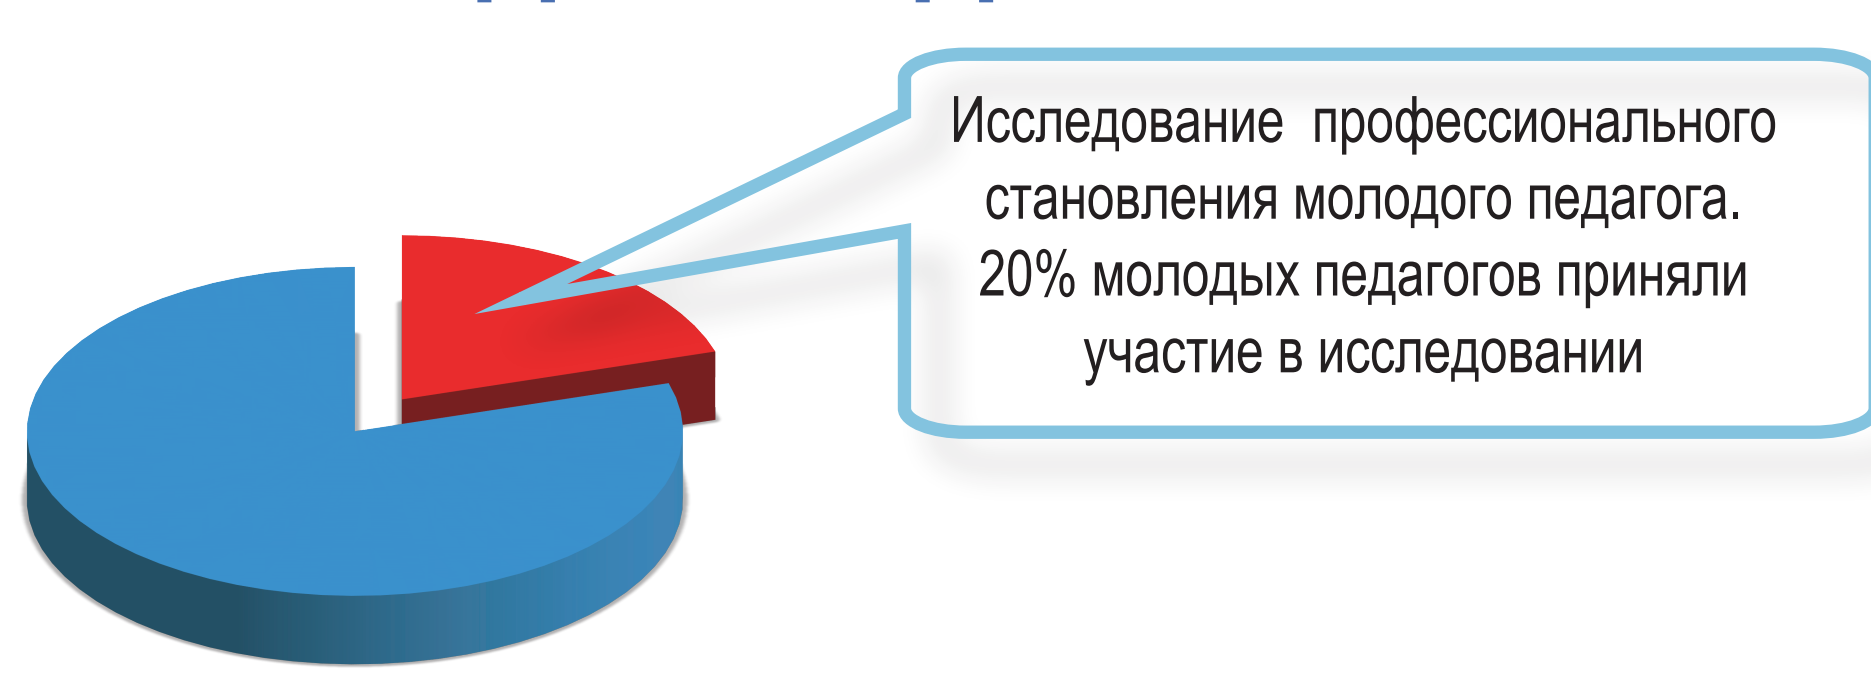 Исследование профессионального
становления молодого педагога.
20% молодых педагогов приняли
участие в исследовании